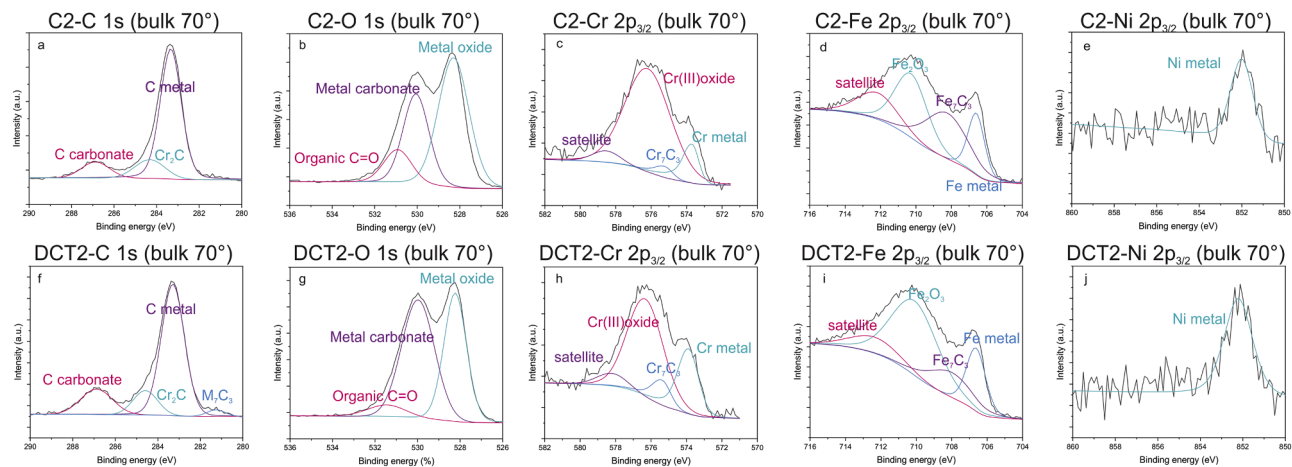 C2-C 1s (bulk 70°)
C2-O 1s (bulk 70°)
C2-Cr 2p3/2 (bulk 70°)
C2-Fe 2p3/2 (bulk 70°)
C2-Ni 2p3/2 (bulk 70°)
a
C metal
C carbonate
Cr2C
Intensity (a.u.)
290 288 286 284 282 280
Binding energy (eV)
b
Metal oxide
Metal carbonate
Organic C=O
Intensity (a.u.)
536 534 532 530 528 526
Binding energy (eV)
c
Cr(III)oxide
satellite
Cr metal
Cr7C3
Intensity (a.u.)
582 580 578 576 574 572 570
Binding energy (eV)
d
Fe2O3
satellite
Fe7C3
Fe metal
Intensity (a.u.)
716 714 712 710 708 706 704
Binding energy (eV)
e
Ni metal
Intensity (a.u.)
860 858 856 854 852 850
Binding energy (eV)
DCT2-C 1s (bulk 70°)
DCT2-O 1s (bulk 70°)
DCT2-Cr 2p3/2 (bulk 70°)
DCT2-Fe 2p3/2 (bulk 70°)
DCT2-Ni 2p3/2 (bulk 70°)
f
C metal
C carbonate
Cr2C
M7C3
Intensity (a.u.)
290 288 286 284 282 280
Binding energy (eV)
g
Metal oxide
Metal carbonate
Organic C=O
Intensity (a.u.)
536 534 532 530 528 526
Binding energy (%)
h
Cr(III)oxide
Cr metal
satellite
Cr7C3
Intensity (a.u.)
582 580 578 576 574 572 570
Binding energy (eV)
i
Fe2O3
satellite
Fe metal
Fe7C3
Intensity (a.u.)
716 714 712 710 708 706 704
Binding energy (eV)
j
Ni metal
Intensity (a.u.)
860 858 856 854 852 850
Binding energy (eV)